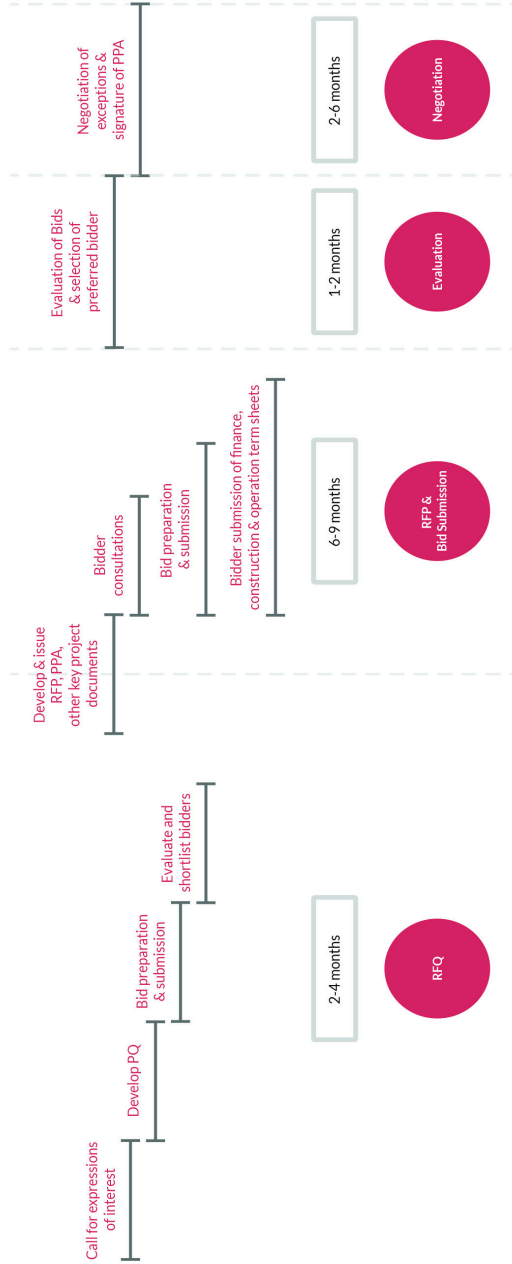 Call for expressions
of interest
Develop PQ
Bid preparation
& submission
Evaluate and
shortlist bidders
Develop & issue
RFP, PPA,
other key project
documents
Bidder
consultations
Bid preparation
& submission
Bidder submission of finance,
construction & operation term sheets
Evaluation of Bids
& selection of
preferred bidder
Negotiation of
exceptions &
signature of PPA
2-4 months
6-9 months
1-2 months
2-6 months
RFQ
RFP &
Bid Submission
Evaluation
Negotiation